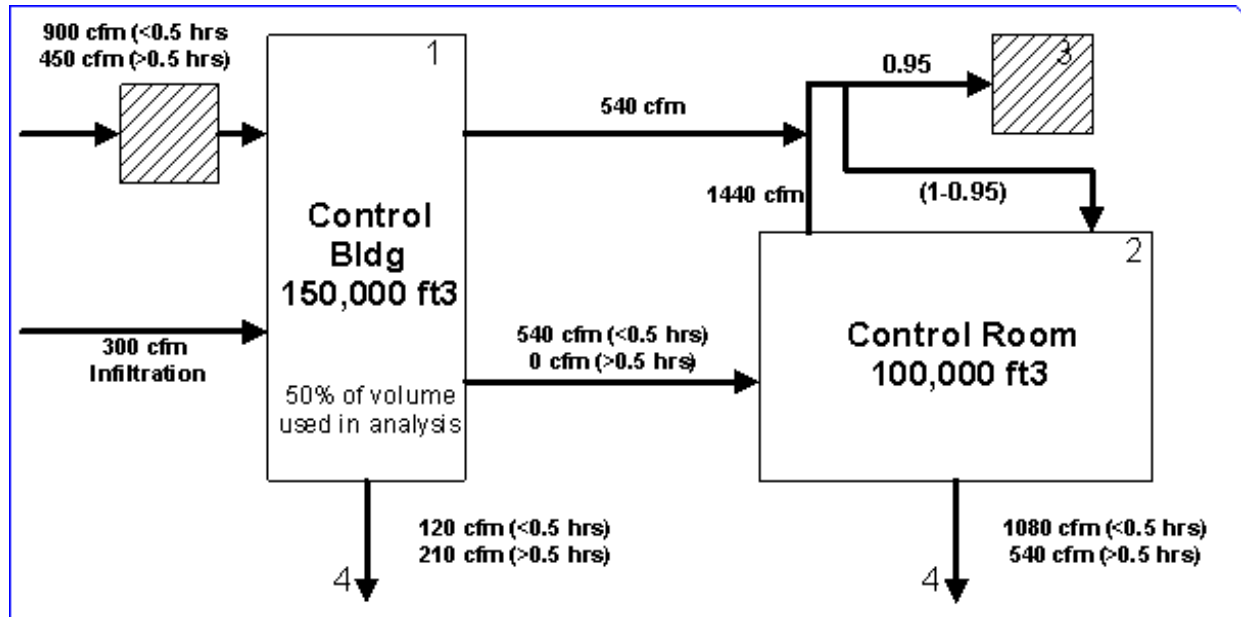 900 cfm (<0.5 hrs
450 cfm (>0.5 hrs)
1
3
0.95
540 cfm
1440 cfm
(1-0.95)
Control
Bldg
150,000 ft3
2
540 cfm (<0.5 hrs)
0 cfm (>0.5 hrs)
Control Room
100,000 ft3
300 cfm
Infiltration
50% of volume
used in analysis
120 cfm (<0.5 hrs)
210 cfm (>0.5 hrs)
4
1080 cfm (<0.5 hrs)
540 cfm (>0.5 hrs)
4